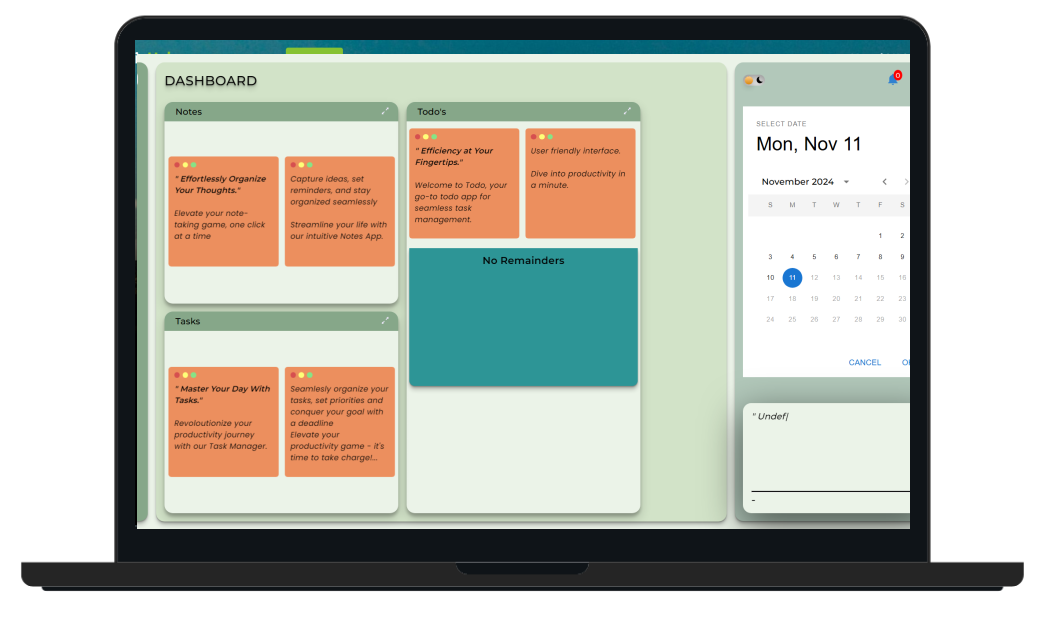 DASHBOARD
Notes
" Effortlessly Organize
Your Thoughts."
Elevate your note-
taking game, one click
at a time
Capture ideas, set
reminders, and stay
organized seamlessly
Streamline your life with
our intuitive Notes App.
Tasks
" Master Your Day With
Tasks."
Revoloutionize your
productivity journey
with our Task Manager.
Seamlesly organize your
tasks, set priorities and
conquer your goal with
a deadline
Elevate your
productivity game - it's
time to take charge!...
Todo's
" Efficiency at Your
Fingertips."
Welcome to Todo, your
go-to todo app for
seamless task
management.
User friendly interface.
Dive into productivity in
a minute.
No Remainders
0
SELECT DATE
Mon, Nov 11
November 2024
S M T W T F S
1 2
3 4 5 6 7 8 9
10 11 12 13 14 15 16
17 18 19 20 21 22 23
24 25 26 27 28 29 30
CANCEL
" Undef|
-